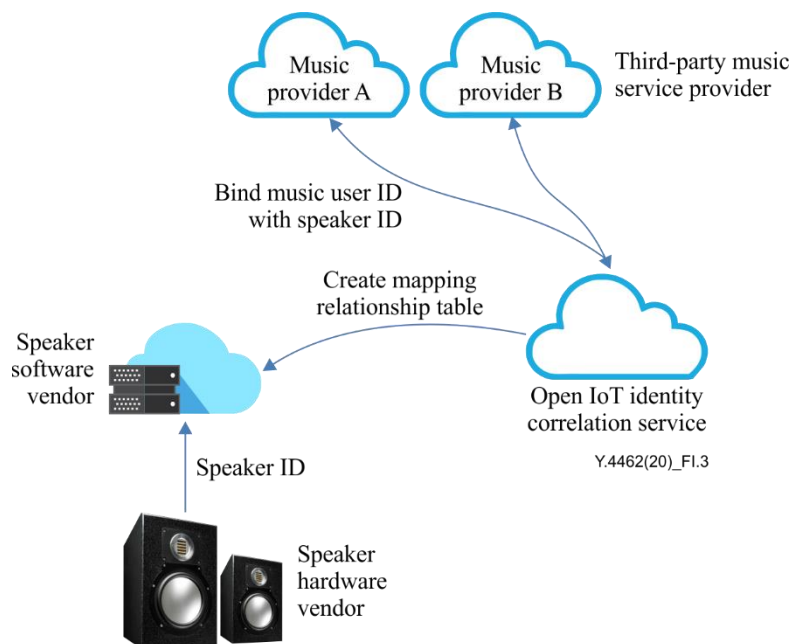 Music
provider A
Music
provider B
Third-party music
service provider
Bind music user ID
with speaker ID
Create mapping
relationship table
Speaker
software
vendor
Open IoT identity
correlation service
Y.4462(20)_FI.3
Speaker ID
Speaker
hardware
vendor